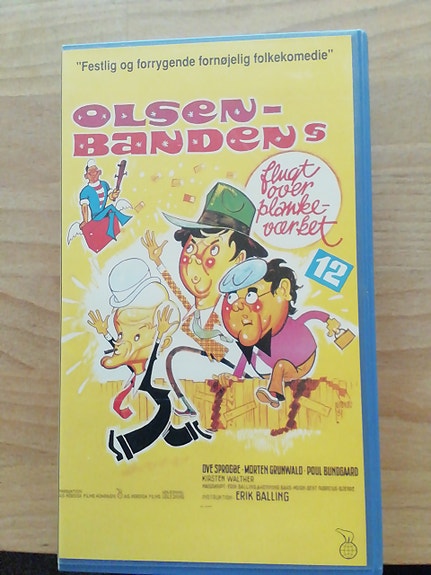 "Festlig og forrygende fornøjelig folkekomedie"
OLSEN-
BANDENS
flugt
over
planke-
værket
12
OVE SPROGØE · MORTEN GRUNWALD · POUL BUNDGAARD
KIRSTEN WALTHER
INSTRUKTION: ERIK BALLING